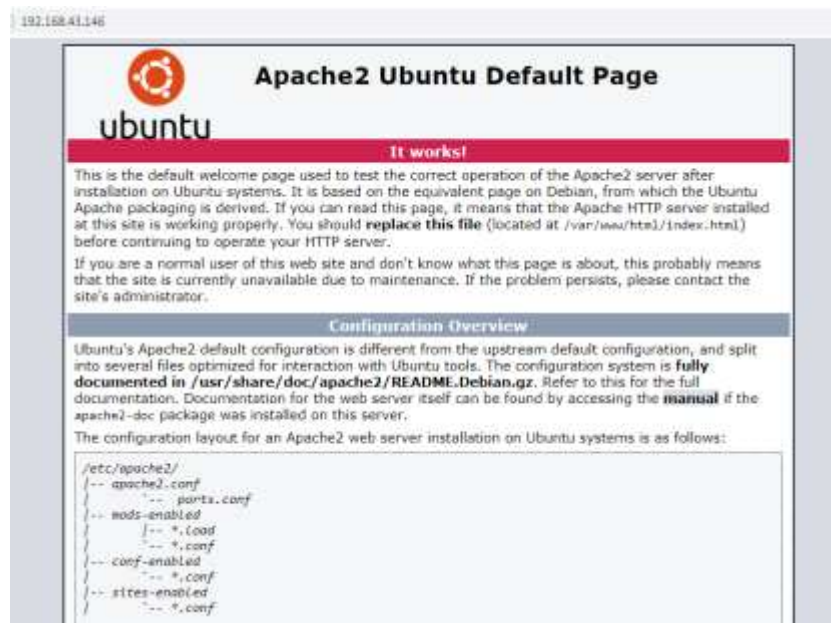 192.168.43.146
Apache2 Ubuntu Default Page
ubuntu
It works!
This is the default welcome page used to test the correct operation of the Apache2 server after
installation on Ubuntu systems. It is based on the equivalent page on Debian, from which the Ubuntu
Apache packaging is derived. If you can read this page, it means that the Apache HTTP server installed
at this site is working properly. You should replace this file (located at /var/www/html/index.html)
before continuing to operate your HTTP server.
If you are a normal user of this web site and don't know what this page is about, this probably means
that the site is currently unavailable due to maintenance. If the problem persists, please contact the
site's administrator.
Configuration Overview
Ubuntu's Apache2 default configuration is different from the upstream default configuration, and split
into several files optimized for interaction with Ubuntu tools. The configuration system is fully
documented in /usr/share/doc/apache2/README.Debian.gz. Refer to this for the full
documentation. Documentation for the web server itself can be found by accessing the manual if the
apache2-doc package was installed on this server.
The configuration layout for an Apache2 web server installation on Ubuntu systems is as follows:
/etc/apache2/
|-- apache2.conf
|       `--  ports.conf
|-- mods-enabled
|       |-- *.load
|       `-- *.conf
|-- conf-enabled
|       `-- *.conf
|-- sites-enabled
|       `-- *.conf